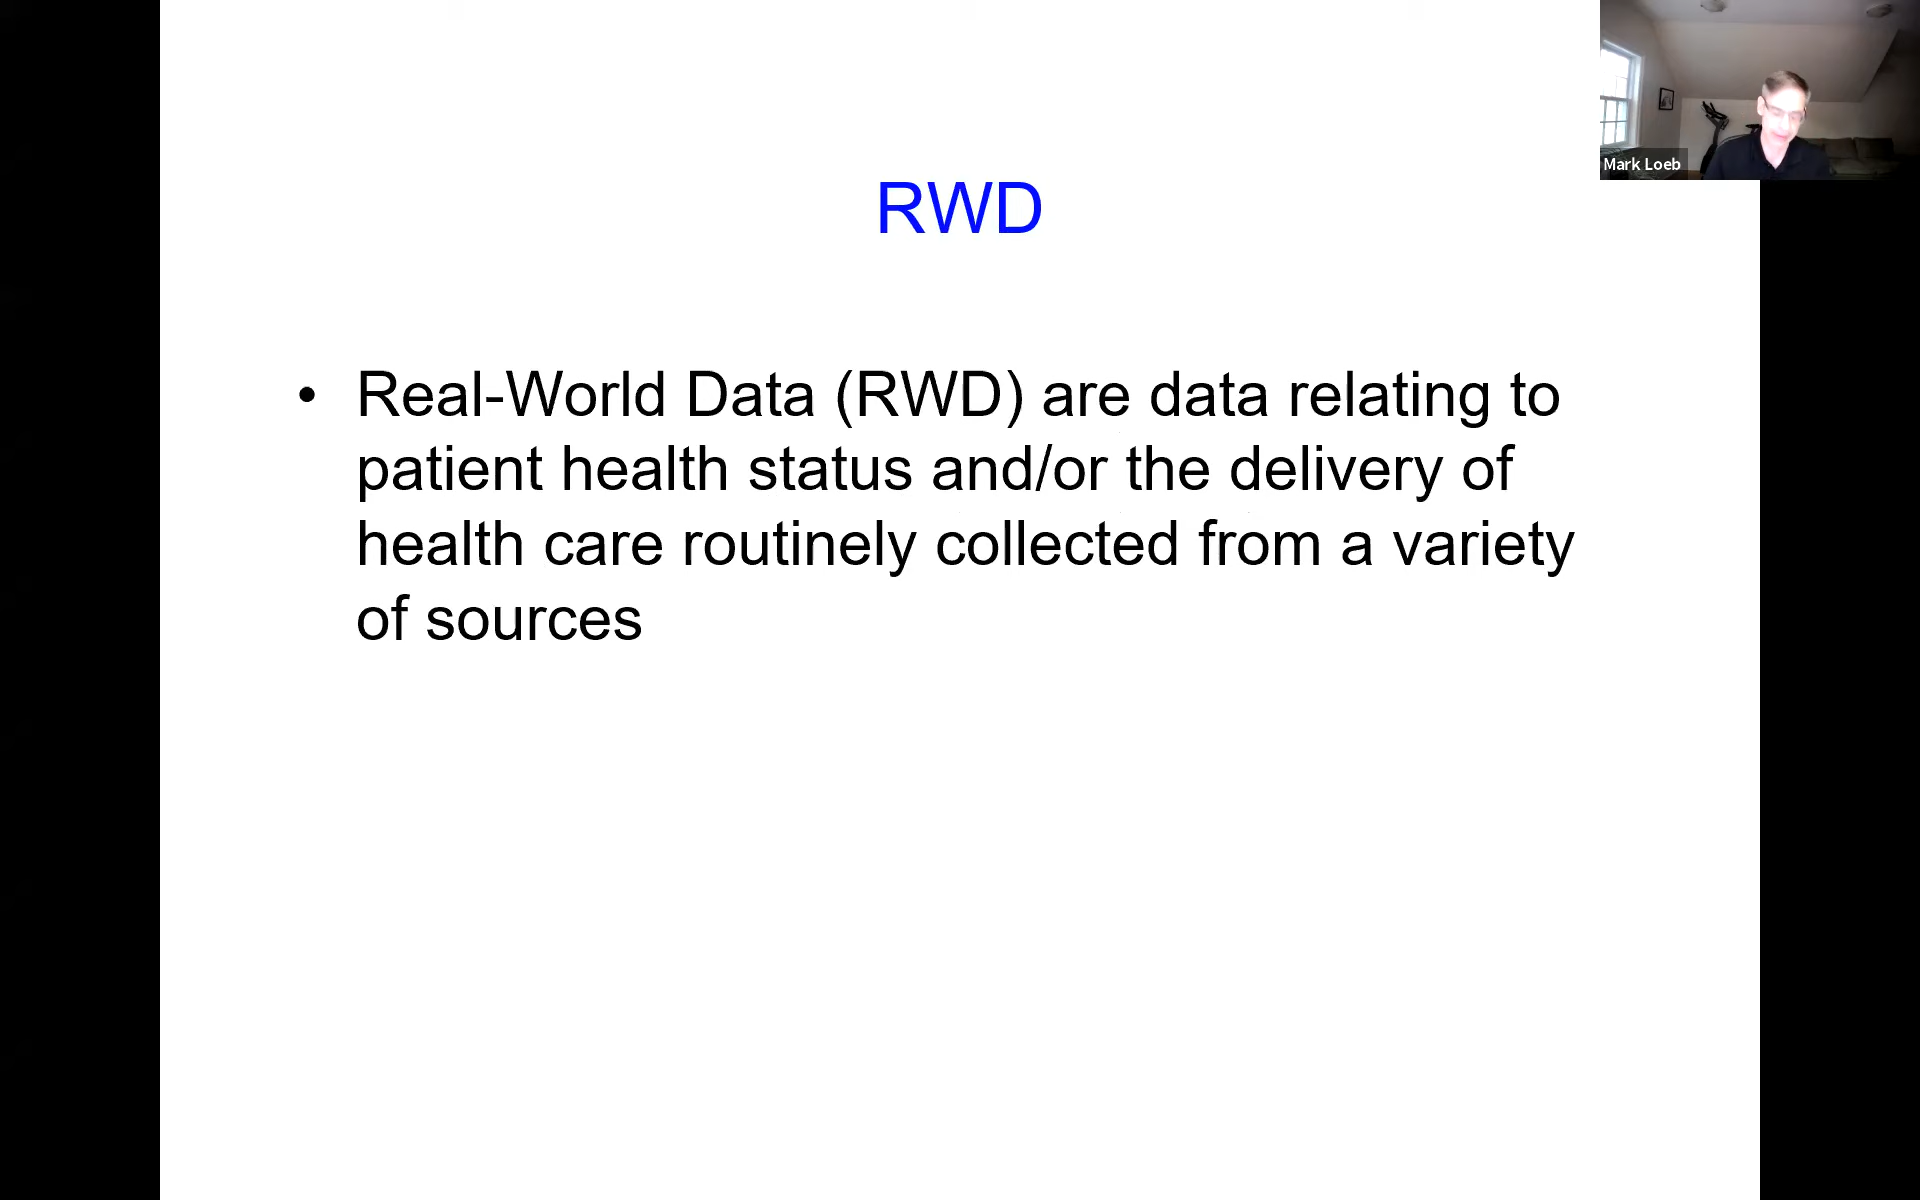 Mark Loeb
RWD
• Real-World Data (RWD) are data relating to
patient health status and/or the delivery of
health care routinely collected from a variety
of sources